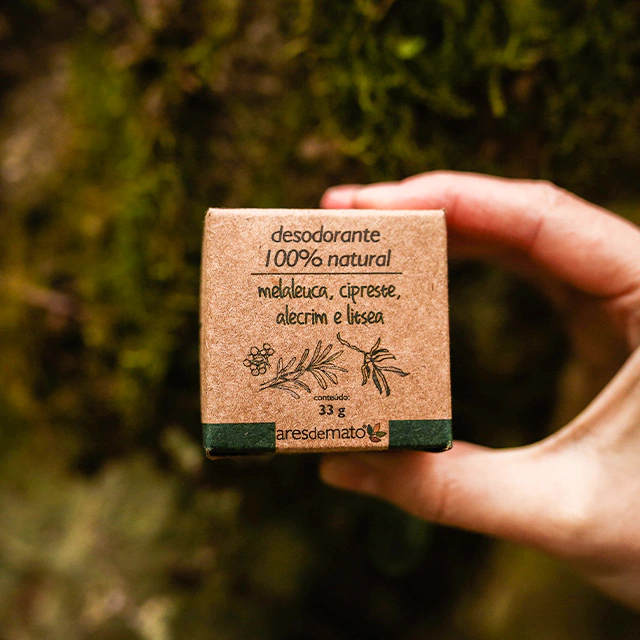 desodorante
100% natural
melaleuca, cipreste,
alecrim e litsea
conteúdo:
33 g
aresdemato